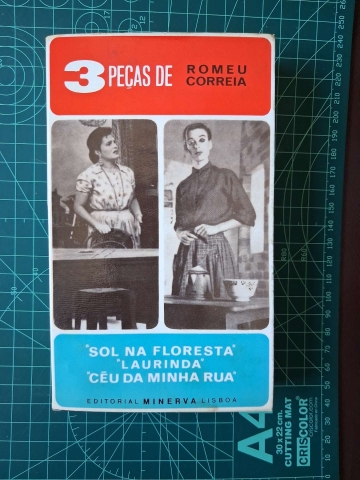 3 PEÇAS DE
ROMEU
CORREIA
"SOL NA FLORESTA"
"LAURINDA"
"CÉU DA MINHA RUA"
EDITORIAL MINERVA LISBOA
A4
30 x 22 cm.
CUTTING MAT
CRISCOLOR